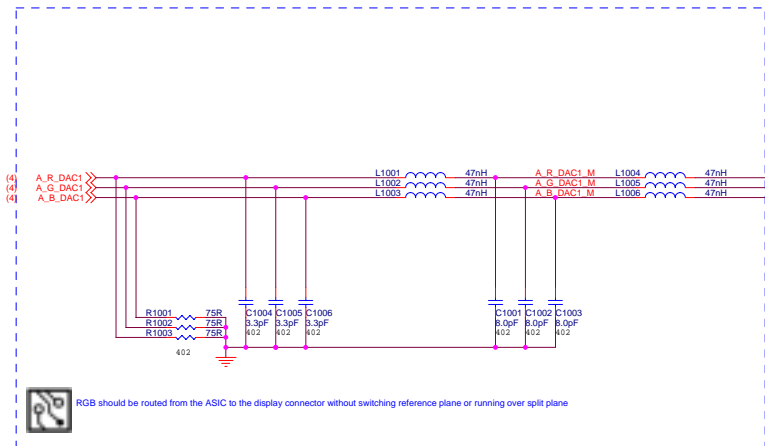 L1001 47nH A_R_DAC1_M L1004 47nH
(4) A_R_DAC1
L1002 47nH A_G_DAC1_M L1005 47nH
(4) A_G_DAC1
L1003 47nH A_B_DAC1_M L1006 47nH
(4) A_B_DAC1
R1001 75R C1004 C1005 C1006 C1001 C1002 C1003
R1002 75R 3.3pF 3.3pF 3.3pF 8.0pF 8.0pF 8.0pF
R1003 75R 402 402 402 402 402 402
402
RGB should be routed from the ASIC to the display connector without switching reference plane or running over split plane